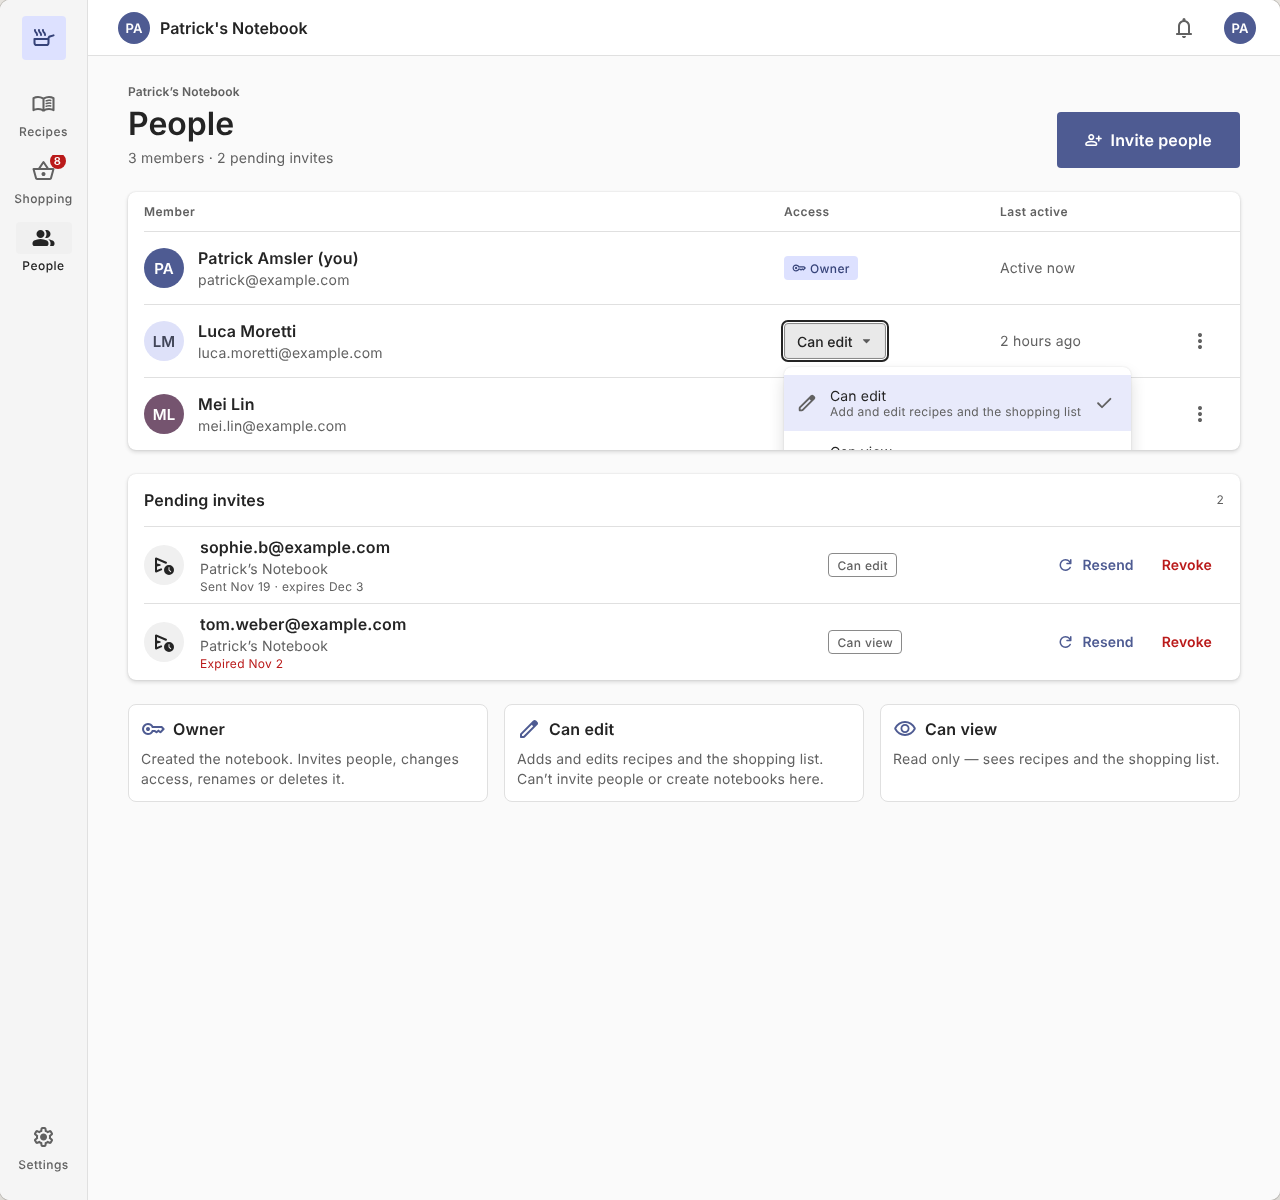 PA Patrick's Notebook
PA
Recipes
8
Shopping
People
Settings
Patrick’s Notebook
People
3 members · 2 pending invites
Invite people
Member Access Last active
PA
Patrick Amsler (you)
patrick@example.com
Owner
Active now
LM
Luca Moretti
luca.moretti@example.com
Can edit
2 hours ago
ML
Mei Lin
mei.lin@example.com
Can edit
Add and edit recipes and the shopping list
Can view
Pending invites 2
sophie.b@example.com
Patrick’s Notebook
Sent Nov 19 · expires Dec 3
Can edit
Resend
Revoke
tom.weber@example.com
Patrick’s Notebook
Expired Nov 2
Can view
Resend
Revoke
Owner
Created the notebook. Invites people, changes
access, renames or deletes it.
Can edit
Adds and edits recipes and the shopping list.
Can’t invite people or create notebooks here.
Can view
Read only — sees recipes and the shopping list.